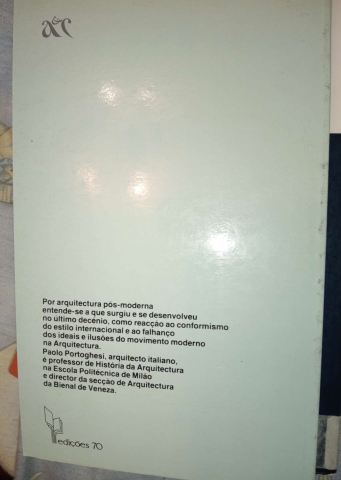 a&c
Por arquitectura pós-moderna
entende-se a que surgiu e se desenvolveu
no último decénio, como reacção ao conformismo
do estilo internacional e ao falhanço
dos ideais e ilusões do movimento moderno
na Arquitectura.
Paolo Portoghesi, arquitecto italiano,
e professor de História da Arquitectura
na Escola Politécnica de Milão
e director da secção de Arquitectura
da Bienal de Veneza.
edições 70